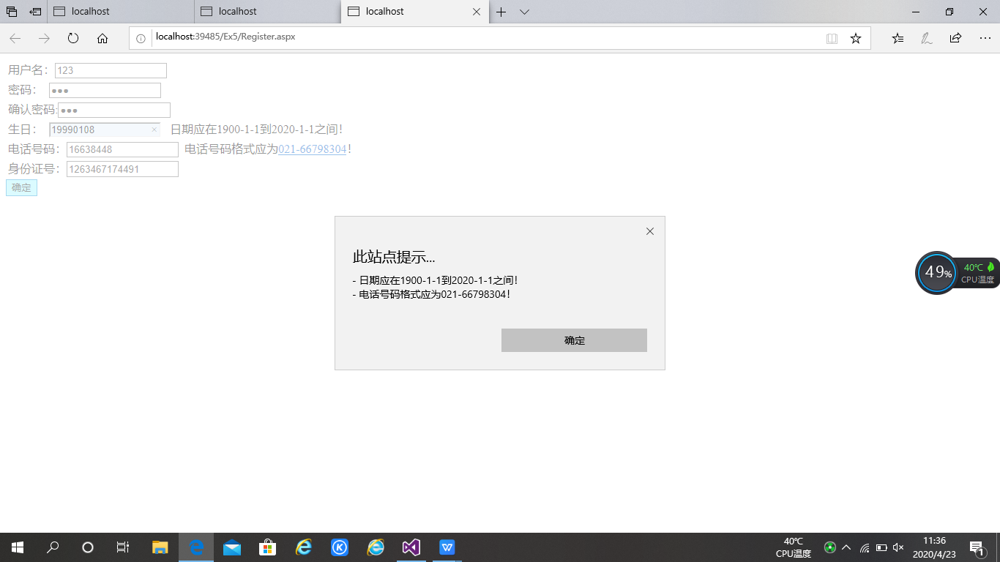 localhost
localhost
localhost
localhost:39485/Ex5/Register.aspx
用户名：123
密码： ●●●
确认密码:●●●
生日： 19990108 × 日期应在1900-1-1到2020-1-1之间！
电话号码：16638448 电话号码格式应为021-66798304！
身份证号：1263467174491
确定
此站点提示...
- 日期应在1900-1-1到2020-1-1之间！
- 电话号码格式应为021-66798304！
确定
49%
40℃
CPU温度
40℃
CPU温度
11:36
2020/4/23
1